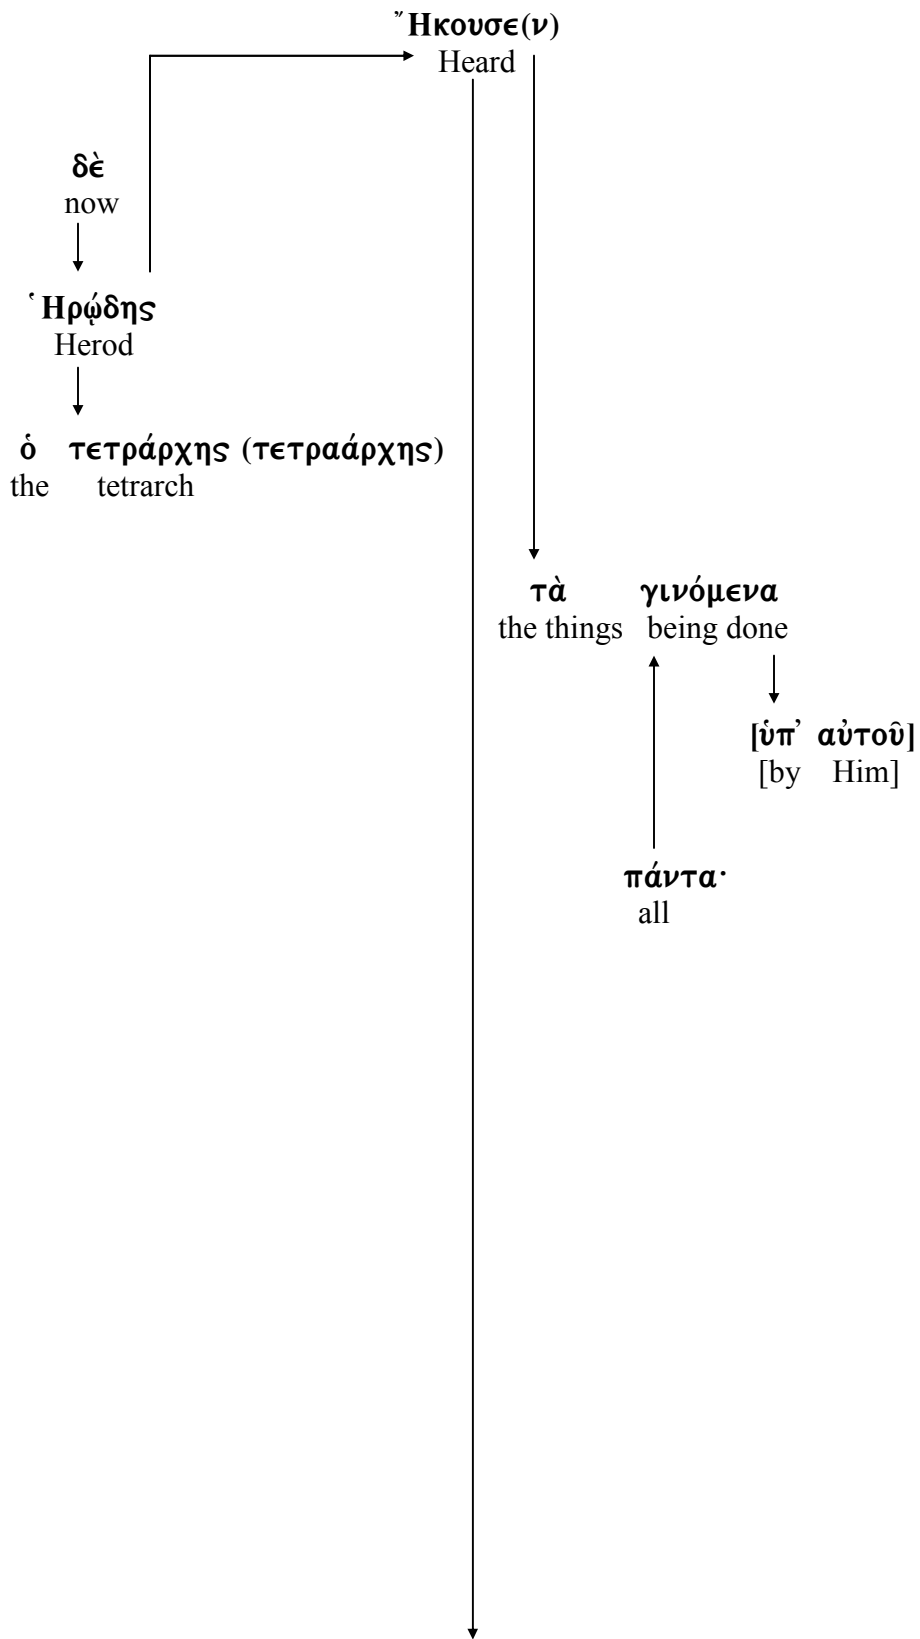 Ἤκουσε(ν)
Heard
δὲ
now
Ἡρῴδης
Herod
ὁ τετράρχης (τετραάρχης)
the tetrarch
τὰ γινόμενα
the things being done
[ὑπ’ αὐτοῦ]
[by Him]
πάντα·
all